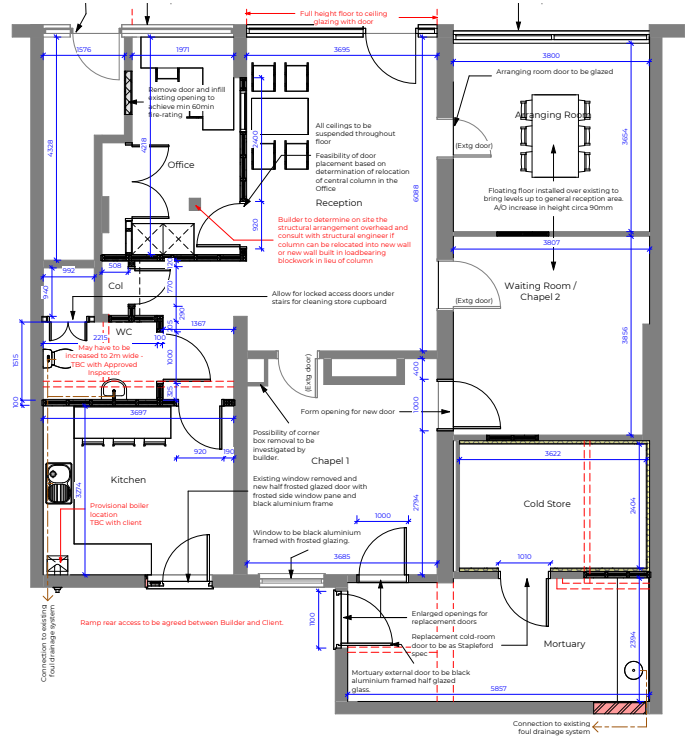 Full height floor to ceiling
glazing with door
1576
1971
3695
3800
Arranging room door to be glazed
Remove door and infill
existing opening to
achieve min 60min
fire-rating
Arranging Room
4328
4218
2400
All ceilings to be
suspended throughout
floor
(Extg door)
3654
Office
Feasibility of door
placement based on
determination of relocation
of central column in the
Office
6088
Floating floor installed over existing to
bring levels up to general reception area.
A/O increase in height circa 90mm
Reception
920
Builder to determine on site the
structural arrangement overhead and
consult with structural engineer if
column can be relocated into new wall
or new wall built in loadbearing
blockwork in lieu of column
3807
992
508
120
Col
770
940
Allow for locked access doors under
stairs for cleaning store cupboard
(Extg door)
Waiting Room /
Chapel 2
290
1367
WC
2215
100
3856
May have to be
increased to 2m wide -
TBC with Approved
Inspector
1515
1000
(Extg door)
400
325
100
1000
3697
Form opening for new door
920
190
Possibility of corner
box removal to be
investigated by
builder.
Chapel 1
3622
Kitchen
3274
Existing window removed and
new half frosted glazed door with
frosted side window pane and
black aluminium frame
2794
Cold Store
2404
Provisional boiler
location
TBC with client
1000
Window to be black aluminium
framed with frosted glazing.
3685
1010
Connection to existing
foul drainage system
Ramp rear access to be agreed between Builder and Client.
1100
Enlarged openings for
replacement doors
Replacement cold-room
door to be as Stapleford
spec
Mortuary
2394
Mortuary external door to be black
aluminium framed half glazed
glass.
5857
Connection to existing
foul drainage system